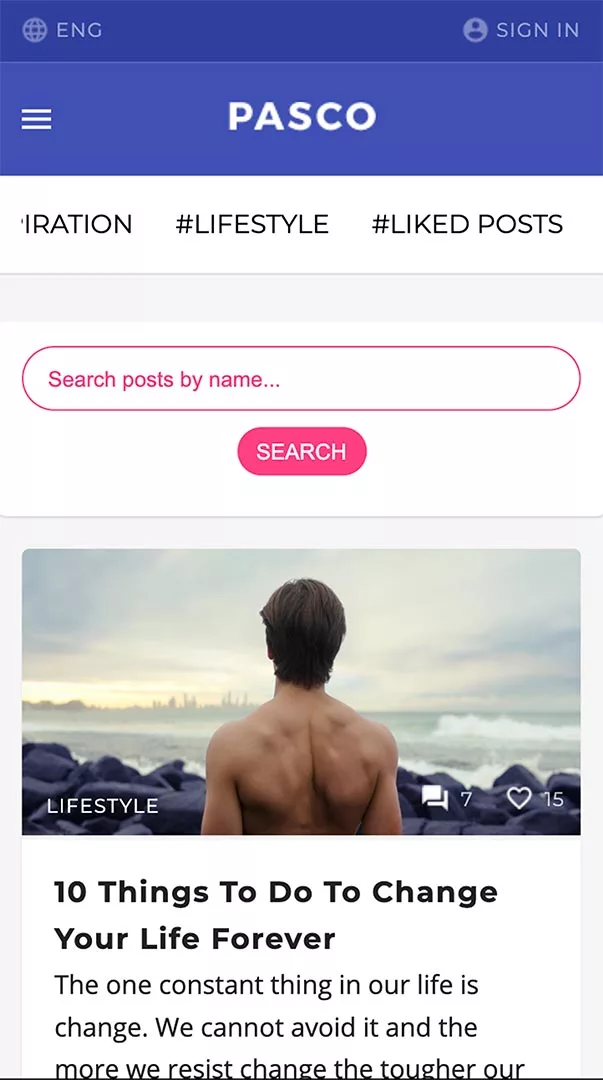 ENG SIGN IN
PASCO
IRATION #LIFESTYLE #LIKED POSTS
Search posts by name...
SEARCH
LIFESTYLE 7 15
10 Things To Do To Change
Your Life Forever
The one constant thing in our life is
change. We cannot avoid it and the
more we resist change the tougher our